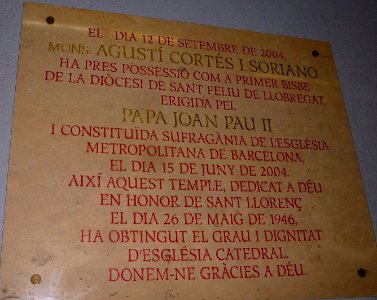 EL DIA 12 DE SETEMBRE DE 2004,
MONS. AGUSTÍ CORTÉS I SORIANO
HA PRES POSSESSIÓ COM A PRIMER BISBE
DE LA DIÒCESI DE SANT FELIU DE LLOBREGAT,
ERIGIDA PEL
PAPA JOAN PAU II
I CONSTITUÏDA SUFRAGÀNIA DE L'ESGLÉSIA
METROPOLITANA DE BARCELONA,
EL DIA 15 DE JUNY DE 2004.
AIXÍ AQUEST TEMPLE, DEDICAT A DÉU
EN HONOR DE SANT LLORENÇ
EL DIA 26 DE MAIG DE 1946,
HA OBTINGUT EL GRAU I DIGNITAT
D'ESGLÉSIA CATEDRAL.
DONEM-NE GRÀCIES A DÉU.